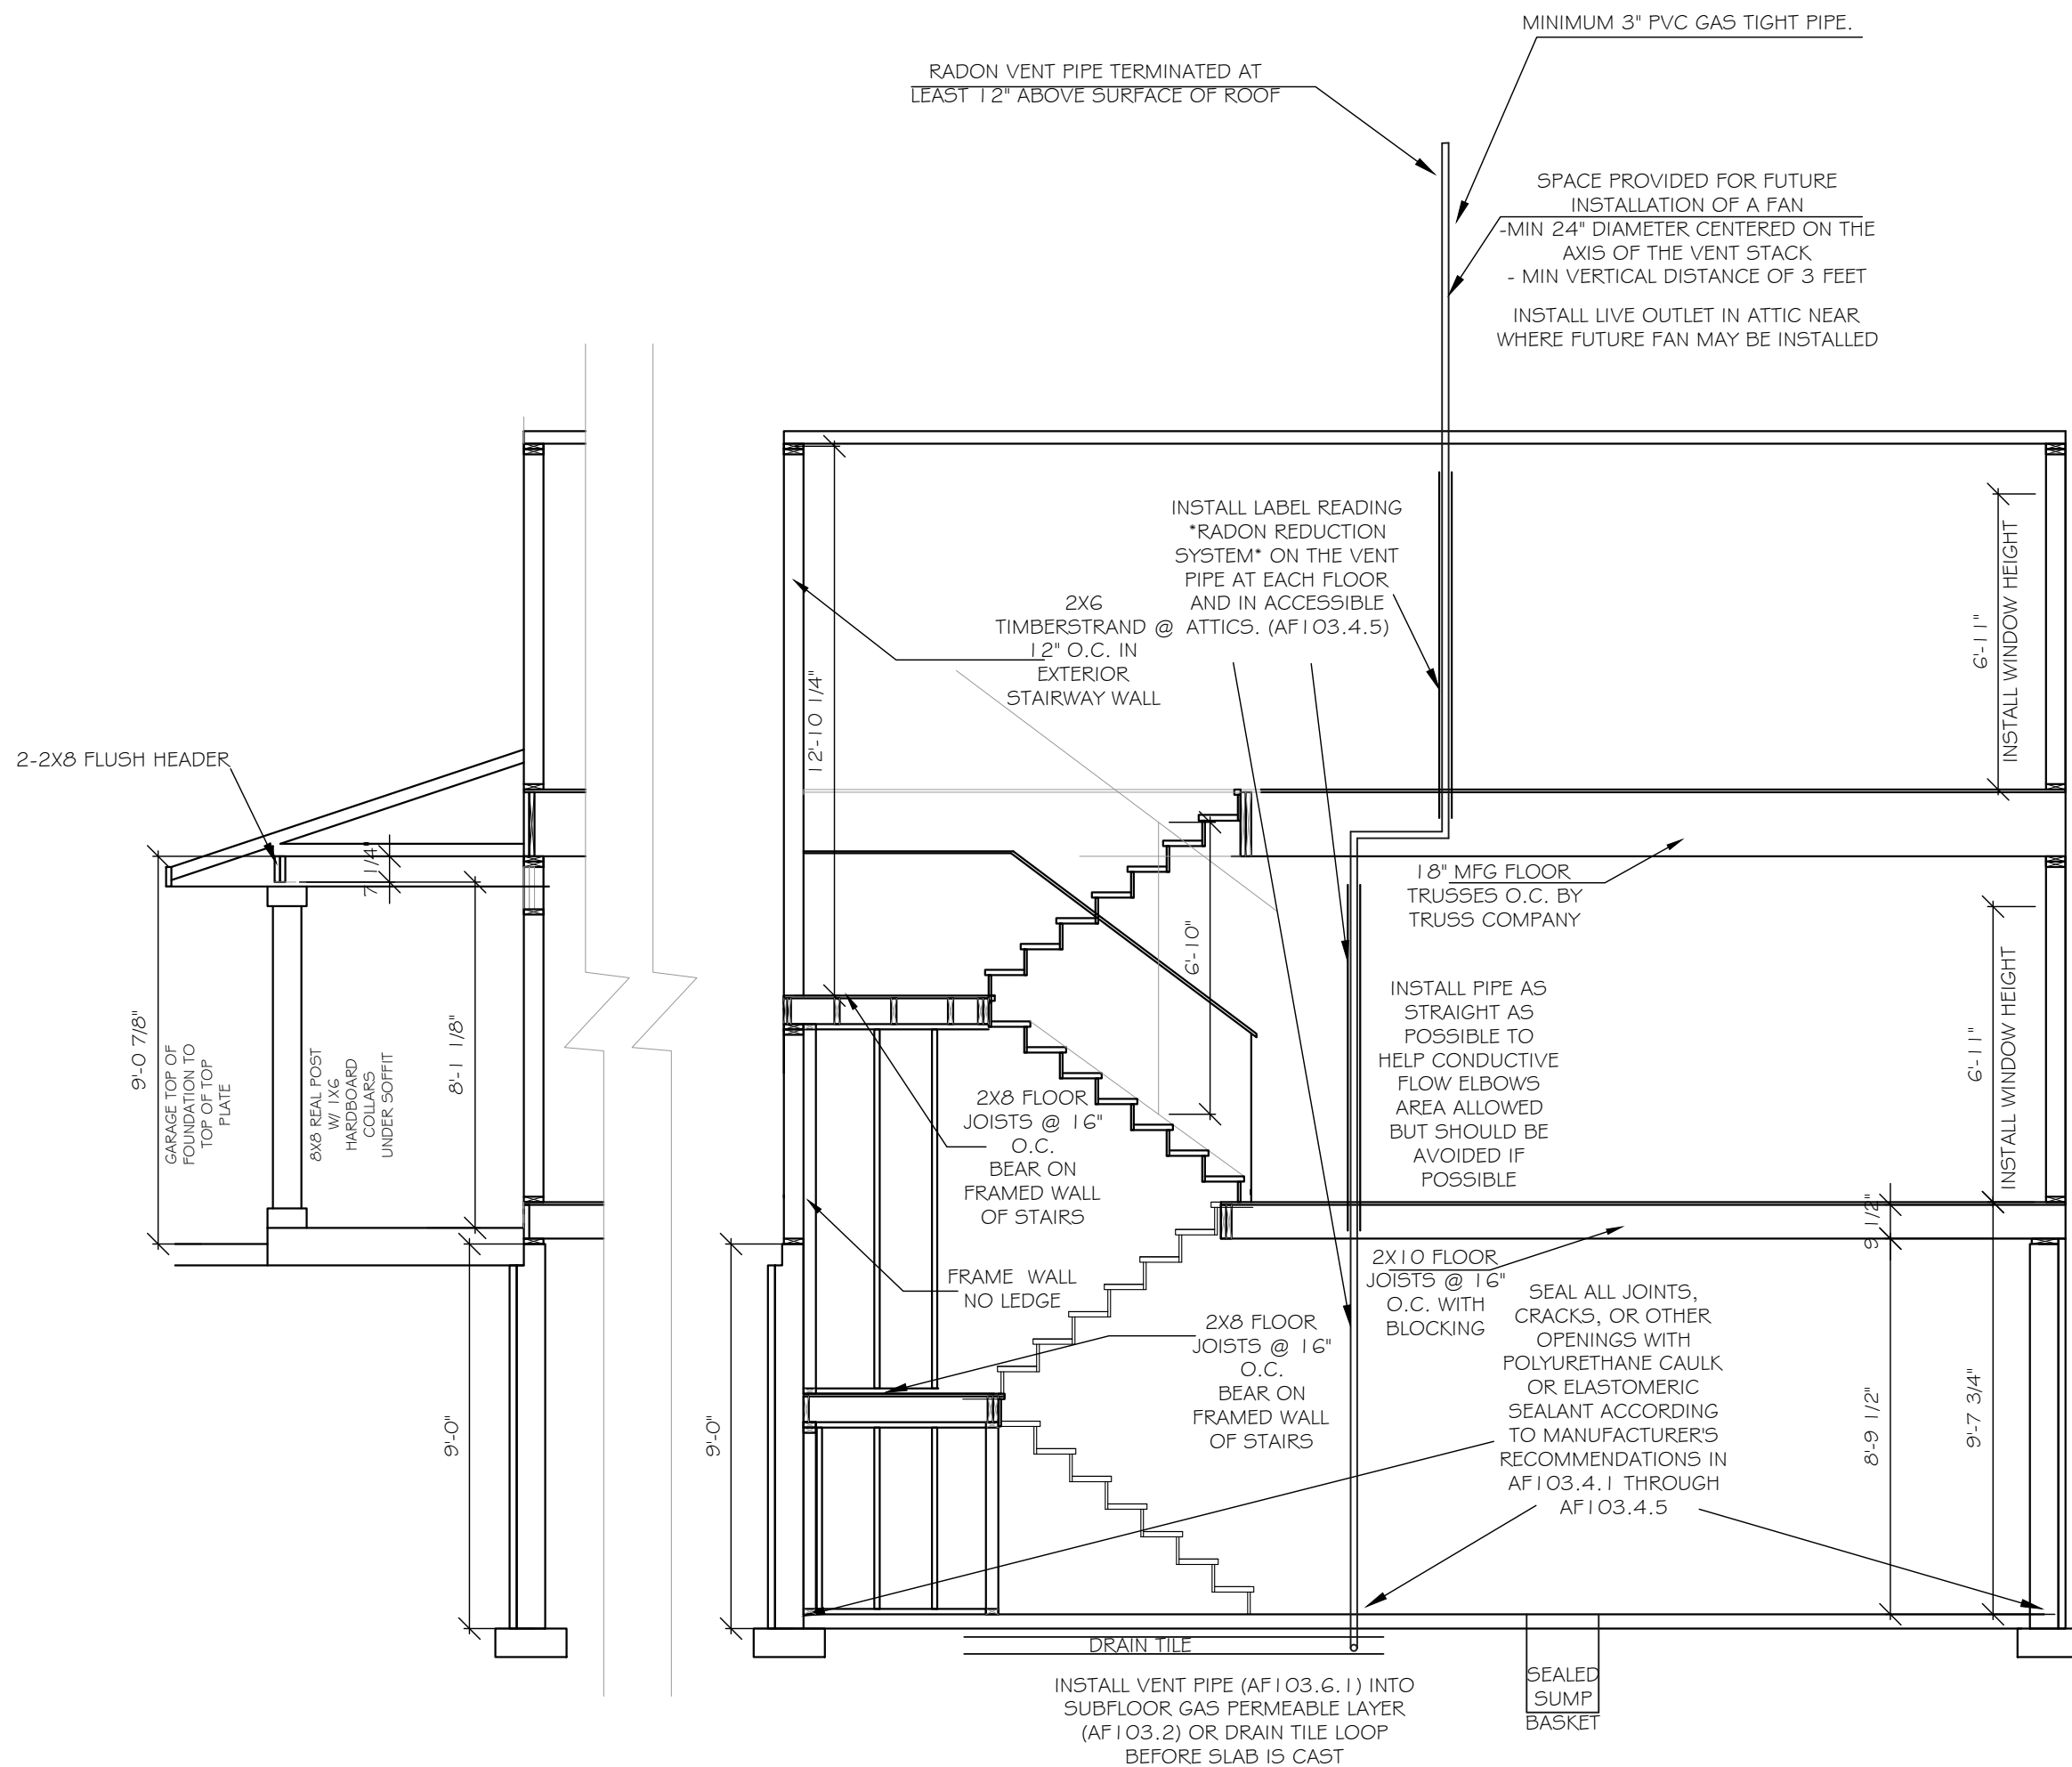 MINIMUM 3" PVC GAS TIGHT PIPE.
RADON VENT PIPE TERMINATED AT
LEAST 12" ABOVE SURFACE OF ROOF
SPACE PROVIDED FOR FUTURE
INSTALLATION OF A FAN
-MIN 24" DIAMETER CENTERED ON THE
AXIS OF THE VENT STACK
- MIN VERTICAL DISTANCE OF 3 FEET
INSTALL LIVE OUTLET IN ATTIC NEAR
WHERE FUTURE FAN MAY BE INSTALLED
INSTALL LABEL READING
*RADON REDUCTION
SYSTEM* ON THE VENT
PIPE AT EACH FLOOR
AND IN ACCESSIBLE
ATTICS. (AF103.4.5)
2X6
TIMBERSTRAND @
12" O.C. IN
EXTERIOR
STAIRWAY WALL
12'-10 1/4"
6'-11"
INSTALL WINDOW HEIGHT
2-2X8 FLUSH HEADER
7 1/4"
9'-0 7/8"
GARAGE TOP OF
FOUNDATION TO
TOP OF TOP
PLATE
8X8 REAL POST
W/ 1X6
HARDBOARD
COLLARS
UNDER SOFFIT
8'-1 1/8"
18" MFG FLOOR
TRUSSES O.C. BY
TRUSS COMPANY
6'-10"
INSTALL PIPE AS
STRAIGHT AS
POSSIBLE TO
HELP CONDUCTIVE
FLOW ELBOWS
AREA ALLOWED
BUT SHOULD BE
AVOIDED IF
POSSIBLE
6'-11"
INSTALL WINDOW HEIGHT
2X8 FLOOR
JOISTS @ 16"
O.C.
BEAR ON
FRAMED WALL
OF STAIRS
9 1/2"
2X10 FLOOR
JOISTS @ 16"
O.C. WITH
BLOCKING
FRAME WALL
NO LEDGE
2X8 FLOOR
JOISTS @ 16"
O.C.
BEAR ON
FRAMED WALL
OF STAIRS
SEAL ALL JOINTS,
CRACKS, OR OTHER
OPENINGS WITH
POLYURETHANE CAULK
OR ELASTOMERIC
SEALANT ACCORDING
TO MANUFACTURER'S
RECOMMENDATIONS IN
AF103.4.1 THROUGH
AF103.4.5
9'-0"
9'-0"
8'-9 1/2"
9'-7 3/4"
DRAIN TILE
INSTALL VENT PIPE (AF103.6.1) INTO
SUBFLOOR GAS PERMEABLE LAYER
(AF103.2) OR DRAIN TILE LOOP
BEFORE SLAB IS CAST
SEALED
SUMP
BASKET